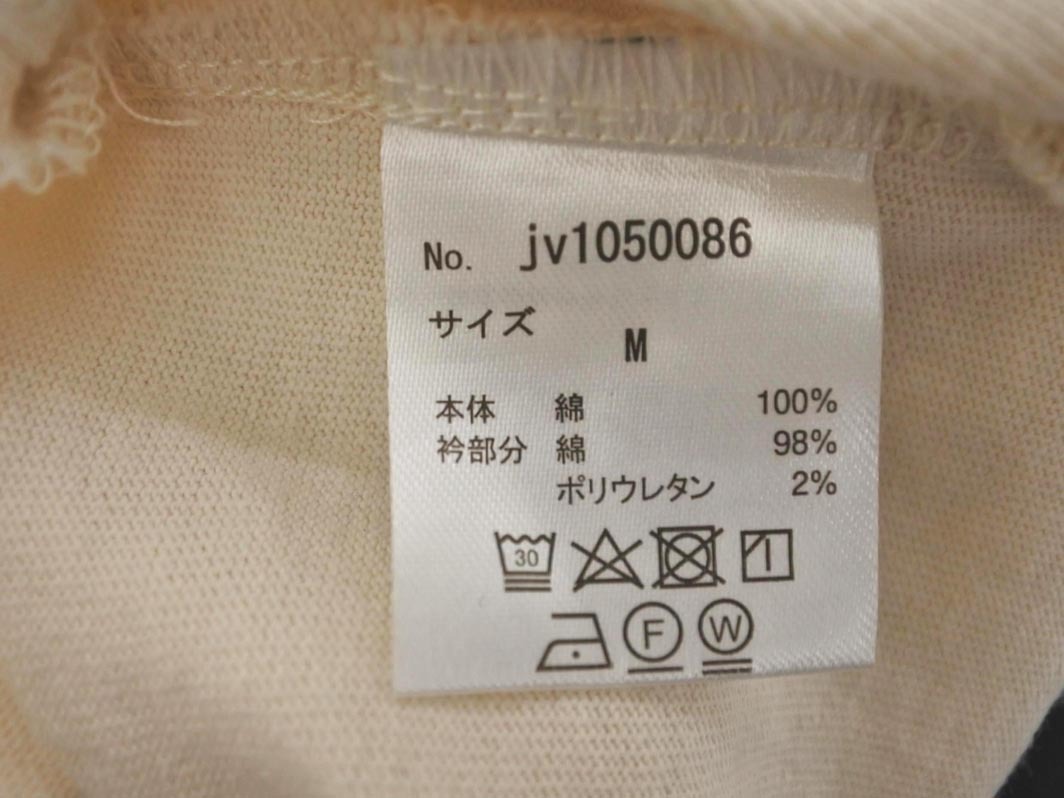 No. jv1050086
サイズ M
本体 綿 100%
衿部分 綿 98%
ポリウレタン 2%
30
F W